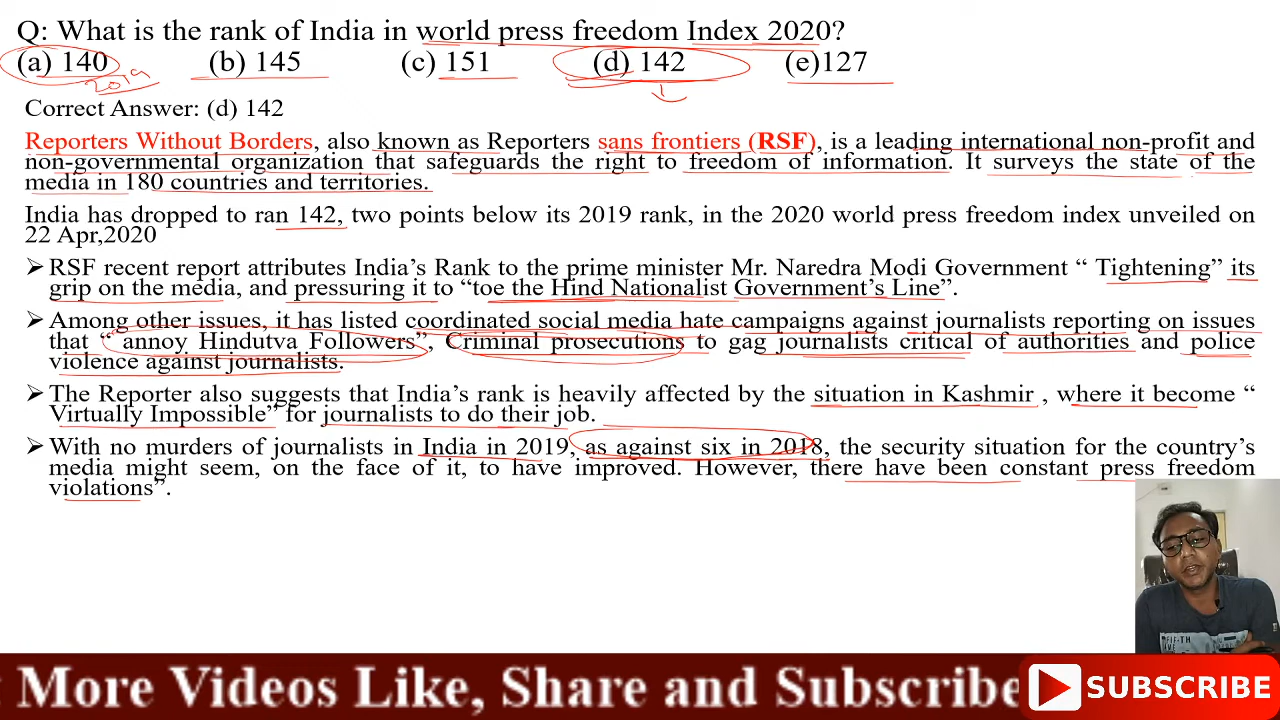 Q: What is the rank of India in world press freedom Index 2020?
(a) 140 (b) 145 (c) 151 (d) 142 (e)127
2019
Correct Answer: (d) 142
Reporters Without Borders, also known as Reporters sans frontiers (RSF), is a leading international non-profit and
non-governmental organization that safeguards the right to freedom of information. It surveys the state of the
media in 180 countries and territories.
India has dropped to ran 142, two points below its 2019 rank, in the 2020 world press freedom index unveiled on
22 Apr,2020
➢ RSF recent report attributes India's Rank to the prime minister Mr. Naredra Modi Government “ Tightening” its
grip on the media, and pressuring it to “toe the Hind Nationalist Government's Line”.
➢ Among other issues, it has listed coordinated social media hate campaigns against journalists reporting on issues
that “ annoy Hindutva Followers”, Criminal prosecutions to gag journalists critical of authorities and police
violence against journalists.
➢ The Reporter also suggests that India's rank is heavily affected by the situation in Kashmir , where it become “
Virtually Impossible” for journalists to do their job.
➢ With no murders of journalists in India in 2019, as against six in 2018, the security situation for the country's
media might seem, on the face of it, to have improved. However, there have been constant press freedom
violations”.
More Videos Like, Share and Subscribe
SUBSCRIBE